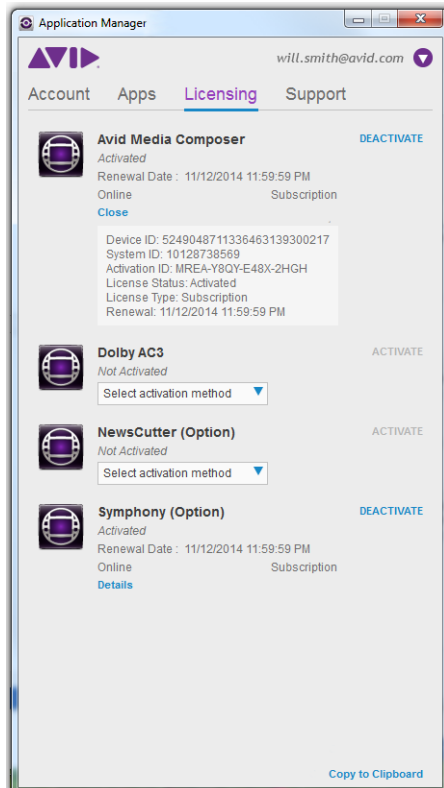 Application Manager
AVID
will.smith@avid.com
Account Apps Licensing Support
Avid Media Composer DEACTIVATE
Activated
Renewal Date : 11/12/2014 11:59:59 PM
Online Subscription
Close
Device ID: 5249048711336463139300217
System ID: 10128738569
Activation ID: MREA-Y8QY-E48X-2HGH
License Status: Activated
License Type: Subscription
Renewal: 11/12/2014 11:59:59 PM
Dolby AC3 ACTIVATE
Not Activated
Select activation method
NewsCutter (Option) ACTIVATE
Not Activated
Select activation method
Symphony (Option) DEACTIVATE
Activated
Renewal Date : 11/12/2014 11:59:59 PM
Online Subscription
Details
Copy to Clipboard